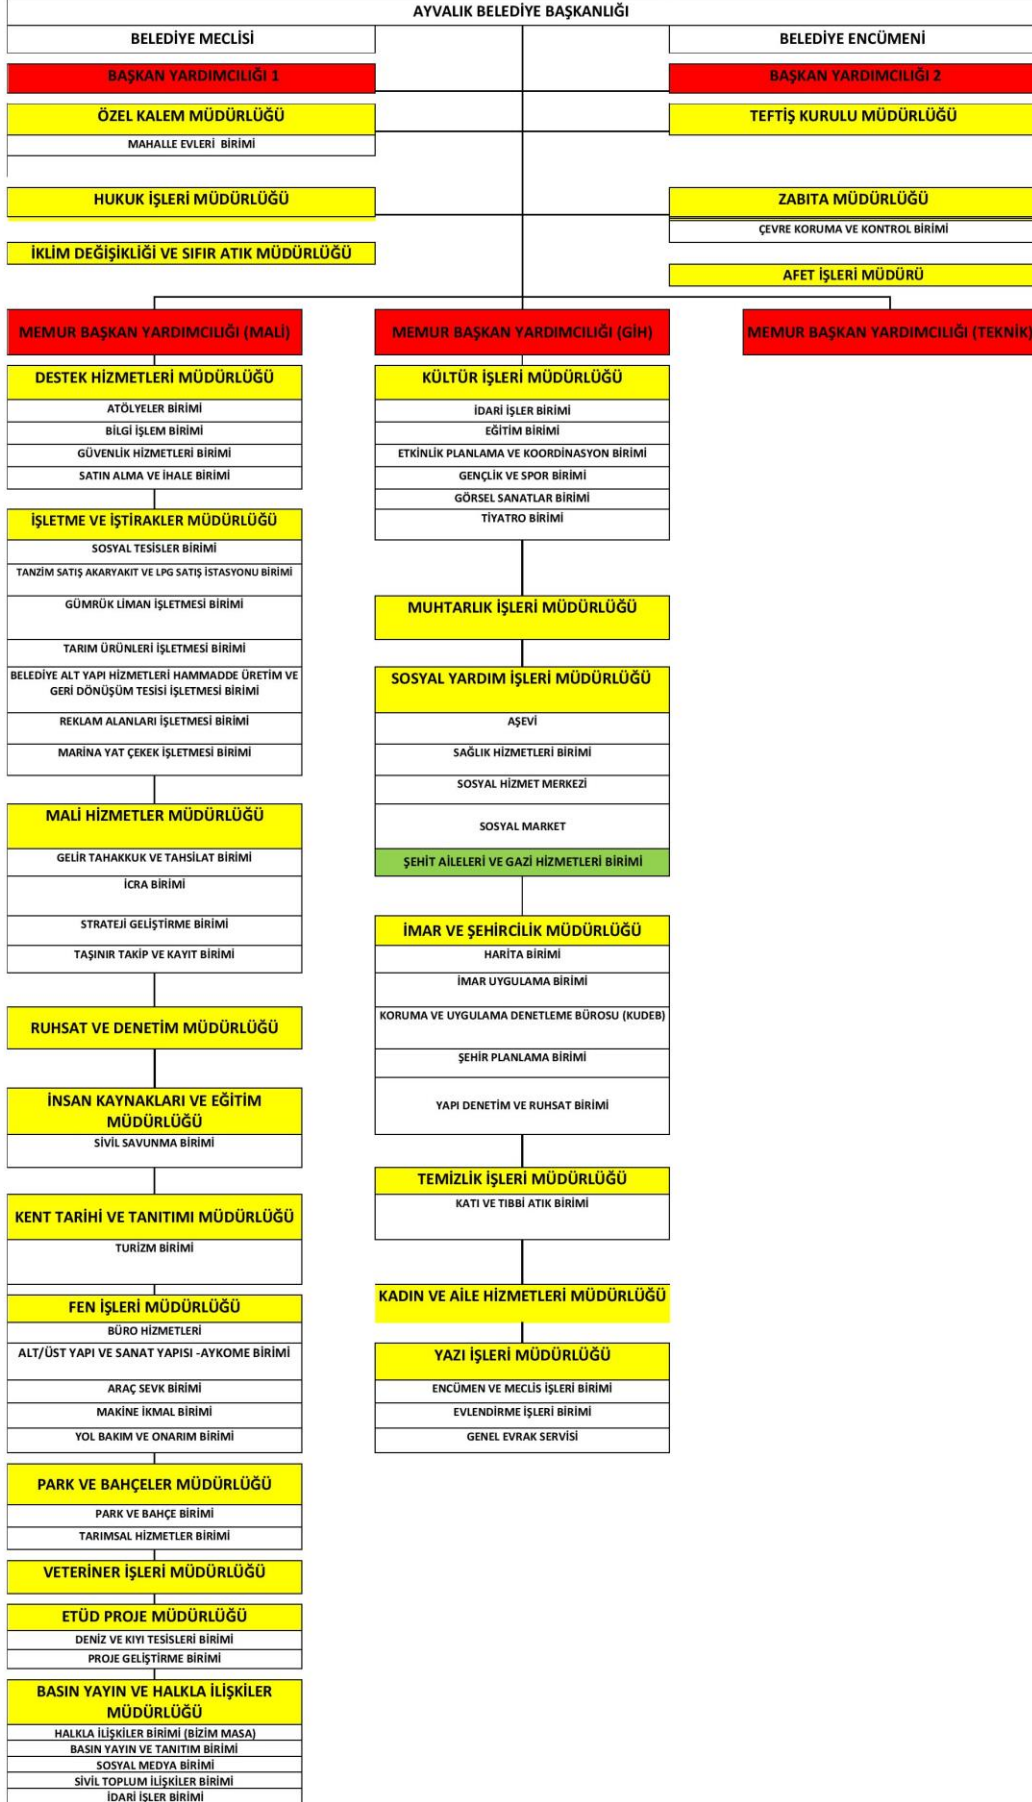 AYVALIK BELEDİYE BAŞKANLIĞI
BELEDİYE MECLİSİ
BELEDİYE ENCÜMENİ
BAŞKAN YARDIMCILIĞI 1
BAŞKAN YARDIMCILIĞI 2
ÖZEL KALEM MÜDÜRLÜĞÜ
TEFTİŞ KURULU MÜDÜRLÜĞÜ
MAHALLE EVLERİ BİRİMİ
HUKUK İŞLERİ MÜDÜRLÜĞÜ
ZABITA MÜDÜRLÜĞÜ
ÇEVRE KORUMA VE KONTROL BİRİMİ
İKLİM DEĞİŞİKLİĞİ VE SIFIR ATIK MÜDÜRLÜĞÜ
AFET İŞLERİ MÜDÜRÜ
MEMUR BAŞKAN YARDIMCILIĞI (MALİ)
MEMUR BAŞKAN YARDIMCILIĞI (GİH)
MEMUR BAŞKAN YARDIMCILIĞI (TEKNİK)
DESTEK HİZMETLERİ MÜDÜRLÜĞÜ
ATÖLYELER BİRİMİ
BİLGİ İŞLEM BİRİMİ
GÜVENLİK HİZMETLERİ BİRİMİ
SATIN ALMA VE İHALE BİRİMİ
İŞLETME VE İŞTİRAKLER MÜDÜRLÜĞÜ
SOSYAL TESİSLER BİRİMİ
TANZİM SATIŞ AKARYAKIT VE LPG SATIŞ İSTASYONU BİRİMİ
GÜMRÜK LİMAN İŞLETMESİ BİRİMİ
TARIM ÜRÜNLERİ İŞLETMESİ BİRİMİ
BELEDİYE ALT YAPI HİZMETLERİ HAMMADDE ÜRETİM VE
GERİ DÖNÜŞÜM TESİSİ İŞLETMESİ BİRİMİ
REKLAM ALANLARI İŞLETMESİ BİRİMİ
MARİNA YAT ÇEKEK İŞLETMESİ BİRİMİ
MALİ HİZMETLER MÜDÜRLÜĞÜ
GELİR TAHAKKUK VE TAHSİLAT BİRİMİ
İCRA BİRİMİ
STRATEJİ GELİŞTİRME BİRİMİ
TAŞINIR TAKİP VE KAYIT BİRİMİ
RUHSAT VE DENETİM MÜDÜRLÜĞÜ
İNSAN KAYNAKLARI VE EĞİTİM
MÜDÜRLÜĞÜ
SİVİL SAVUNMA BİRİMİ
KENT TARİHİ VE TANITIMI MÜDÜRLÜĞÜ
TURİZM BİRİMİ
FEN İŞLERİ MÜDÜRLÜĞÜ
BÜRO HİZMETLERİ
ALT/ÜST YAPI VE SANAT YAPISI -AYKOME BİRİMİ
ARAÇ SEVK BİRİMİ
MAKİNE İKMAL BİRİMİ
YOL BAKIM VE ONARIM BİRİMİ
PARK VE BAHÇELER MÜDÜRLÜĞÜ
PARK VE BAHÇE BİRİMİ
TARIMSAL HİZMETLER BİRİMİ
VETERİNER İŞLERİ MÜDÜRLÜĞÜ
ETÜD PROJE MÜDÜRLÜĞÜ
DENİZ VE KIYI TESİSLERİ BİRİMİ
PROJE GELİŞTİRME BİRİMİ
BASIN YAYIN VE HALKLA İLİŞKİLER
MÜDÜRLÜĞÜ
HALKLA İLİŞKİLER BİRİMİ (BİZİM MASA)
BASIN YAYIN VE TANITIM BİRİMİ
SOSYAL MEDYA BİRİMİ
SİVİL TOPLUM İLİŞKİLER BİRİMİ
İDARİ İŞLER BİRİMİ
KÜLTÜR İŞLERİ MÜDÜRLÜĞÜ
İDARİ İŞLER BİRİMİ
EĞİTİM BİRİMİ
ETKİNLİK PLANLAMA VE KOORDİNASYON BİRİMİ
GENÇLİK VE SPOR BİRİMİ
GÖRSEL SANATLAR BİRİMİ
TİYATRO BİRİMİ
MUHTARLIK İŞLERİ MÜDÜRLÜĞÜ
SOSYAL YARDIM İŞLERİ MÜDÜRLÜĞÜ
AŞEVİ
SAĞLIK HİZMETLERİ BİRİMİ
SOSYAL HİZMET MERKEZİ
SOSYAL MARKET
ŞEHİT AİLELERİ VE GAZİ HİZMETLERİ BİRİMİ
İMAR VE ŞEHİRCİLİK MÜDÜRLÜĞÜ
HARİTA BİRİMİ
İMAR UYGULAMA BİRİMİ
KORUMA VE UYGULAMA DENETLEME BÜROSU (KUDEB)
ŞEHİR PLANLAMA BİRİMİ
YAPI DENETİM VE RUHSAT BİRİMİ
TEMİZLİK İŞLERİ MÜDÜRLÜĞÜ
KATI VE TIBBİ ATIK BİRİMİ
KADIN VE AİLE HİZMETLERİ MÜDÜRLÜĞÜ
YAZI İŞLERİ MÜDÜRLÜĞÜ
ENCÜMEN VE MECLİS İŞLERİ BİRİMİ
EVLENDİRME İŞLERİ BİRİMİ
GENEL EVRAK SERVİSİ